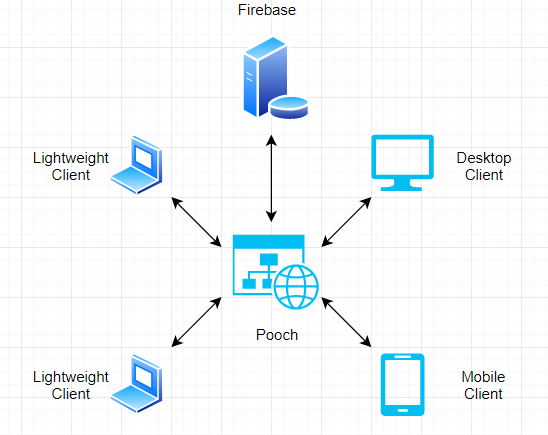 Firebase
Lightweight
Client
Desktop
Client
Pooch
Lightweight
Client
Mobile
Client